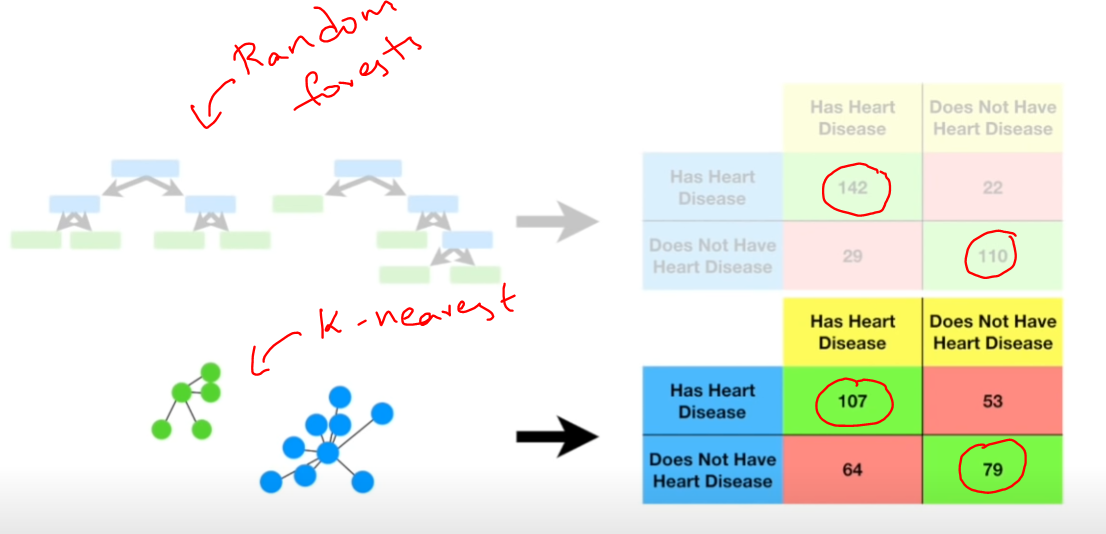 Random
forests
Has Heart
Disease
Does Not Have
Heart Disease
Has Heart
Disease
142
22
Does Not Have
Heart Disease
29
110
K-nearest
Has Heart
Disease
Does Not Have
Heart Disease
Has Heart
Disease
107
53
Does Not Have
Heart Disease
64
79